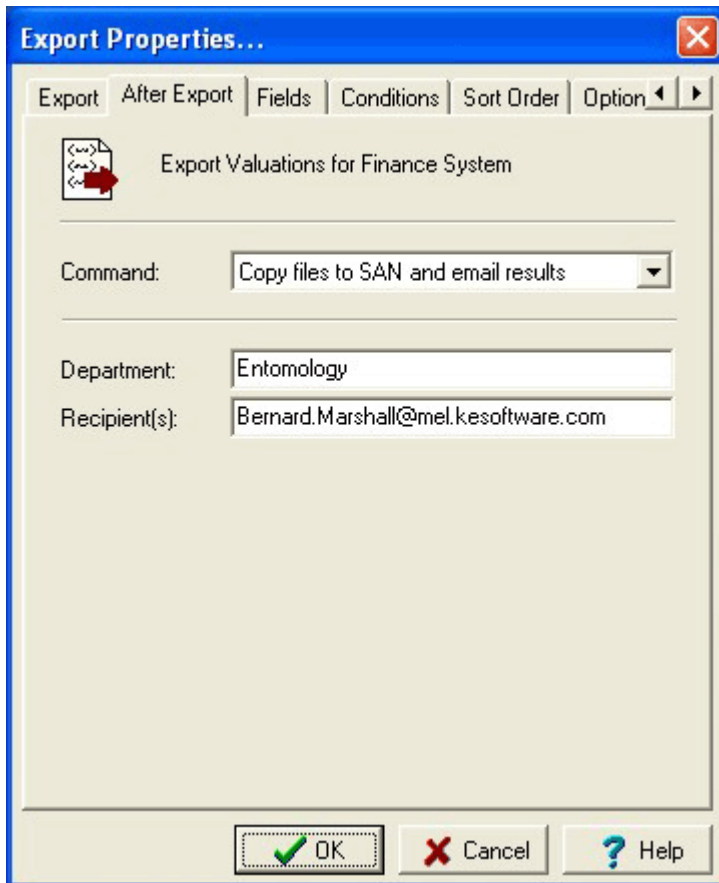 Export Properties...
Export After Export Fields Conditions Sort Order Option
Export Valuations for Finance System
Command: Copy files to SAN and email results
Department: Entomology
Recipient(s): Bernard.Marshall@mel.kesoftware.com
OK Cancel ? Help